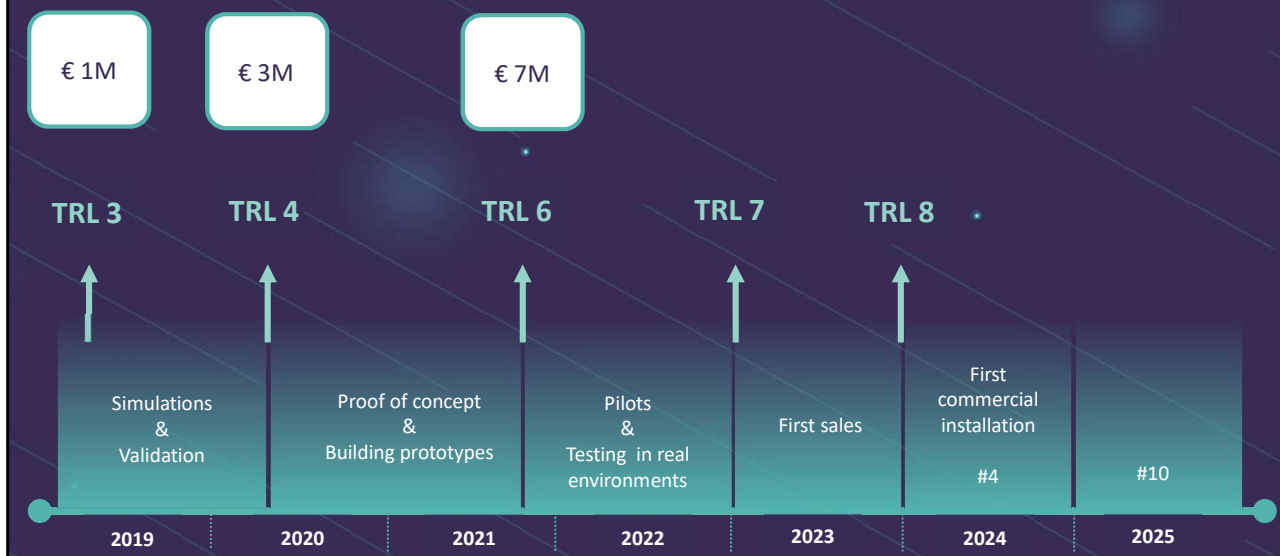 € 1M
€ 3M
€ 7M
TRL 3
TRL 4
TRL 6
TRL 7
TRL 8
Simulations
&
Validation
Proof of concept
&
Building prototypes
Pilots
&
Testing in real
environments
First sales
First
commercial
installation
#4
#10
2019
2020
2021
2022
2023
2024
2025